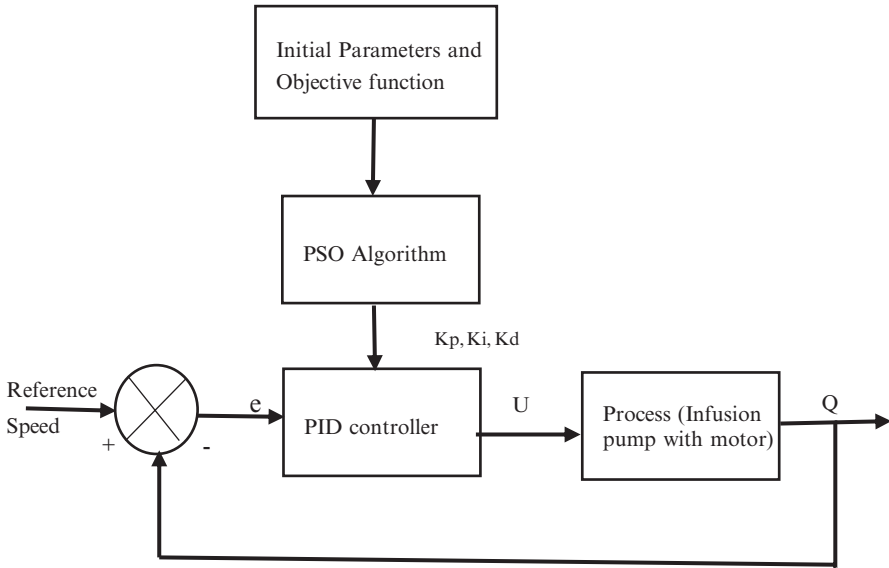 Initial Parameters and
Objective function
PSO Algorithm
Kp, Ki, Kd
Reference
Speed
+
-
e
PID controller
U
Process (Infusion
pump with motor)
Q